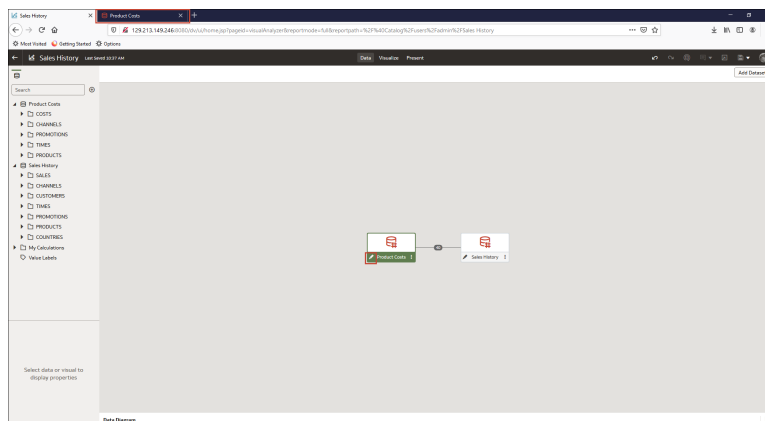 Sales History
Product Costs
129.213.149.246:8080/dv/ui/home.jsp?pageid=visualAnalyzer&reportmode=full&reportpath=%2F%40Catalog%2Fusers%2Fadmin%2FSales History
Most Visited Getting Started Options
Sales History Last Saved 10:37 AM
Data Visualize Present
Add Dataset
Search
Product Costs
COSTS
CHANNELS
PROMOTIONS
TIMES
PRODUCTS
Sales History
SALES
CHANNELS
CUSTOMERS
TIMES
PROMOTIONS
PRODUCTS
COUNTRIES
My Calculations
Value Labels
Product Costs
Sales History
Select data or visual to
display properties
Data Diagram